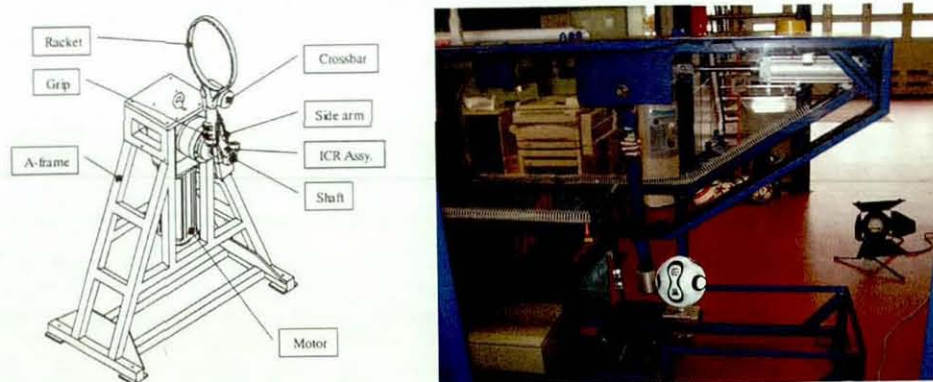 Racket
Crossbar
Grip
Side arm
A-frame
ICR Assy.
Shaft
Motor